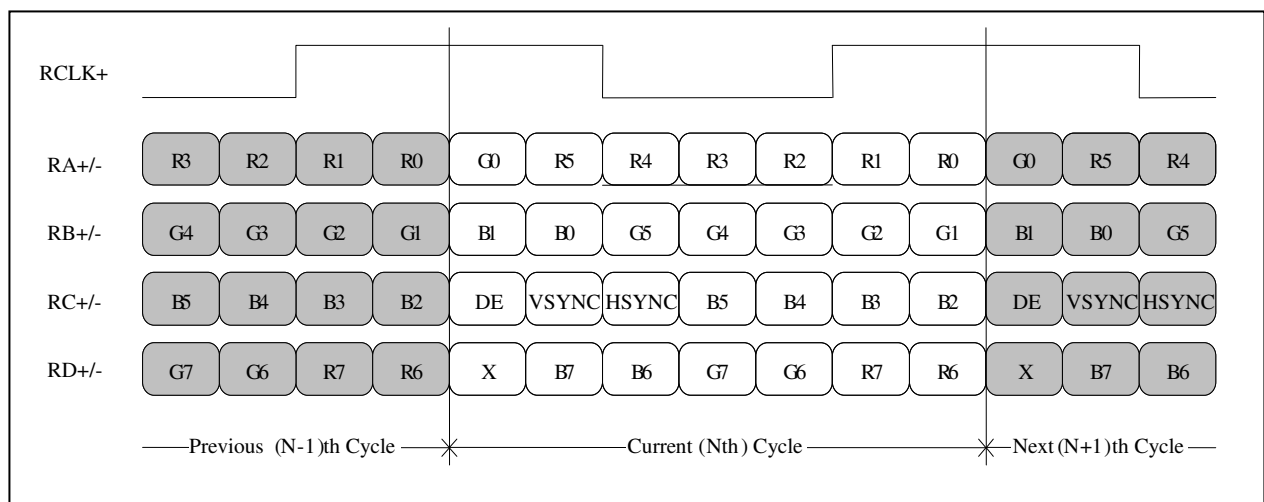 RCLK+
RA+/- R3 R2 R1 R0 G0 R5 R4 R3 R2 R1 R0 G0 R5 R4
RB+/- G4 G3 G2 G1 B1 B0 G5 G4 G3 G2 G1 B1 B0 G5
RC+/- B5 B4 B3 B2 DE VSYNC HSYNC B5 B4 B3 B2 DE VSYNC HSYNC
RD+/- G7 G6 R7 R6 X B7 B6 G7 G6 R7 R6 X B7 B6
Previous (N-1)th Cycle Current (Nth) Cycle Next (N+1)th Cycle